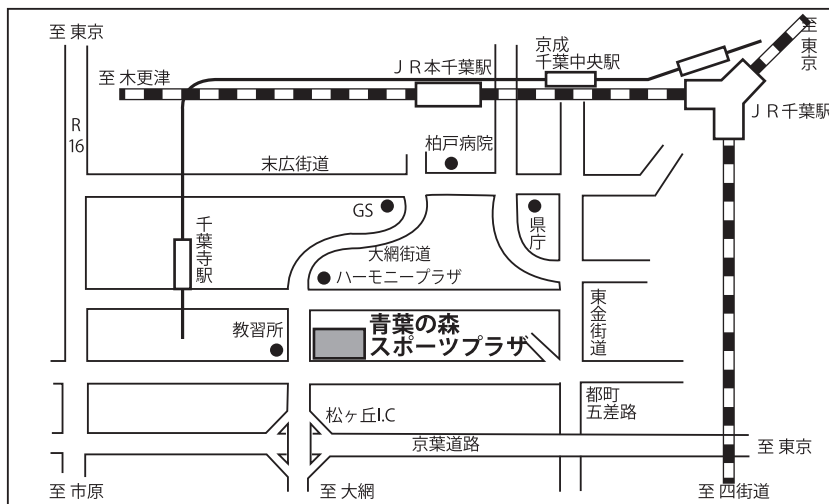 至 東京
至 東京
京成
千葉中央駅
JR本千葉駅
至 木更津
JR千葉駅
R
16
柏戸病院
末広街道
GS
県庁
大網街道
千葉寺駅
ハーモニープラザ
東金街道
教習所
青葉の森
スポーツプラザ
都町
五差路
松ヶ丘I.C
京葉道路
至 東京
至 市原
至 大網
至 四街道